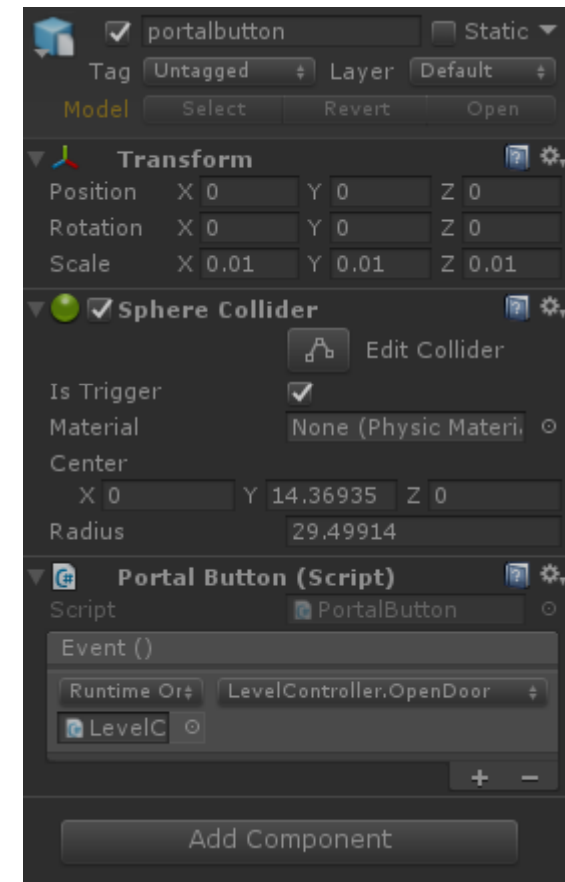 portalbutton Static
Tag Untagged Layer Default
Model Select Revert Open
Transform
Position X 0 Y 0 Z 0
Rotation X 0 Y 0 Z 0
Scale X 0.01 Y 0.01 Z 0.01
Sphere Collider
Edit Collider
Is Trigger
Material None (Physic Materi
Center
X 0 Y 14.36935 Z 0
Radius 29.49914
Portal Button (Script)
Script PortalButton
Event ()
Runtime On LevelController.OpenDoor
LevelC
+ −
Add Component